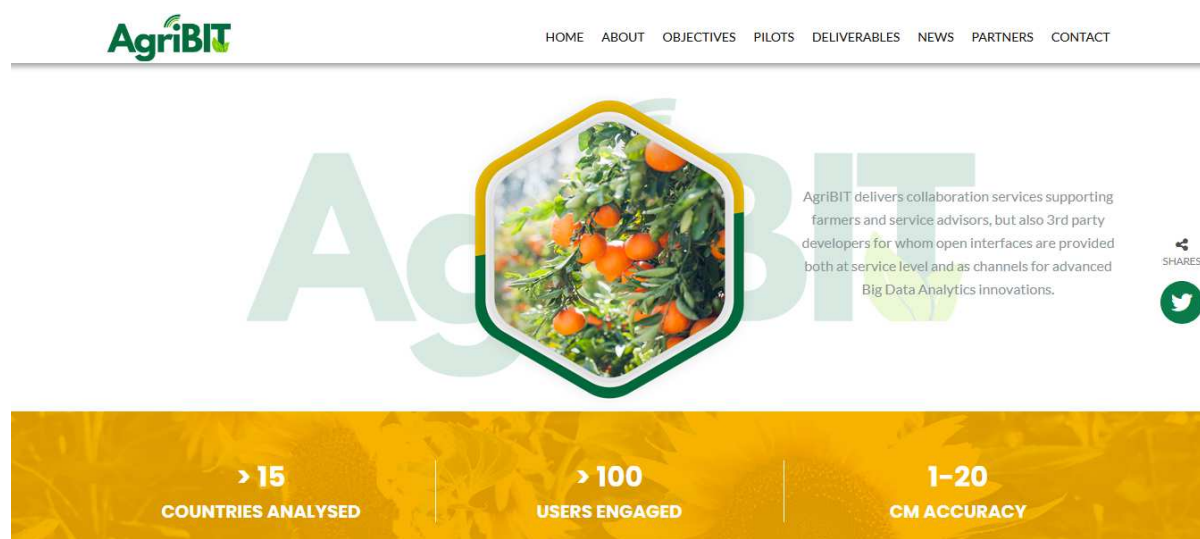 AgriBIT
HOME ABOUT OBJECTIVES PILOTS DELIVERABLES NEWS PARTNERS CONTACT
AgriBIT
AgriBIT delivers collaboration services supporting
farmers and service advisors, but also 3rd party
developers for whom open interfaces are provided
both at service level and as channels for advanced
Big Data Analytics innovations.
SHARES
> 15
COUNTRIES ANALYSED
> 100
USERS ENGAGED
1-20
CM ACCURACY